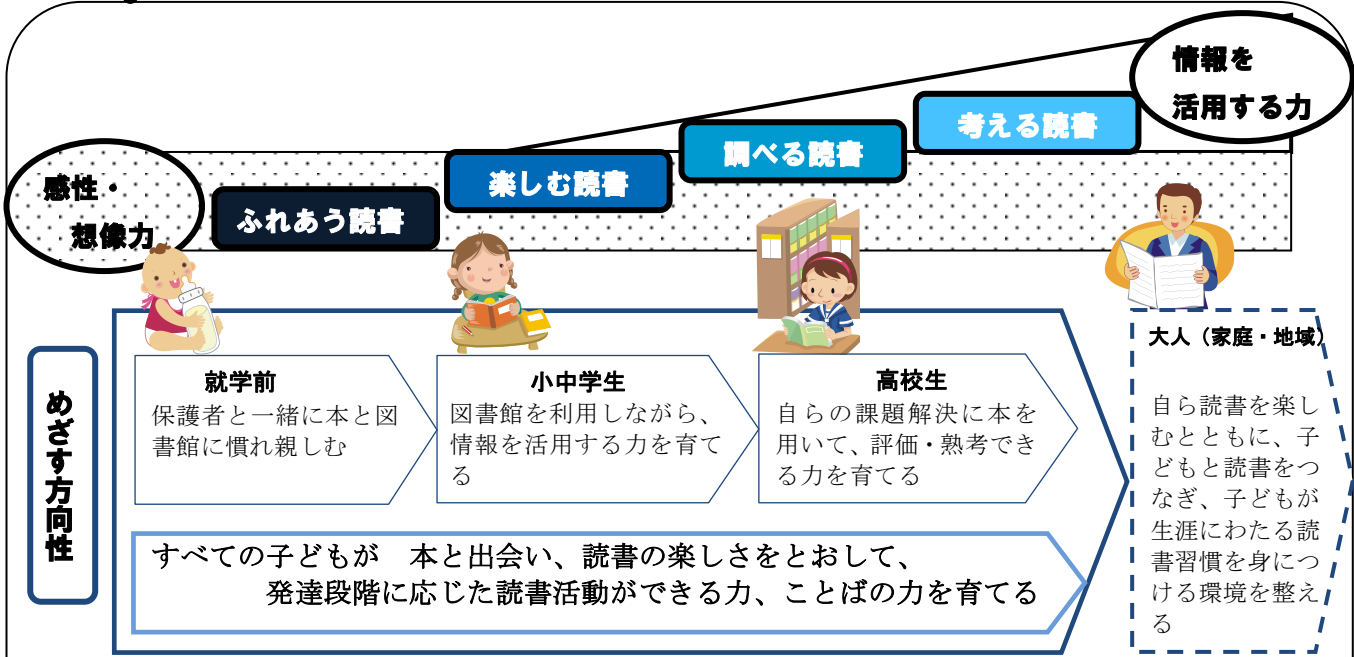 情報を
活用する力
考える読書
調べる読書
楽しむ読書
ふれあう読書
感性・
想像力
めざす方向性
就学前
保護者と一緒に本と図
書館に慣れ親しむ
小中学生
図書館を利用しながら、
情報を活用する力を育て
る
高校生
自らの課題解決に本を
用いて、評価・熟考でき
る力を育てる
すべての子どもが　本と出会い、読書の楽しさをとおして、
発達段階に応じた読書活動ができる力、ことばの力を育てる
大人（家庭・地域）
自ら読書を楽し
むとともに、子
どもと読書をつ
なぎ、子どもが
生涯にわたる読
書習慣を身につ
ける環境を整え
る